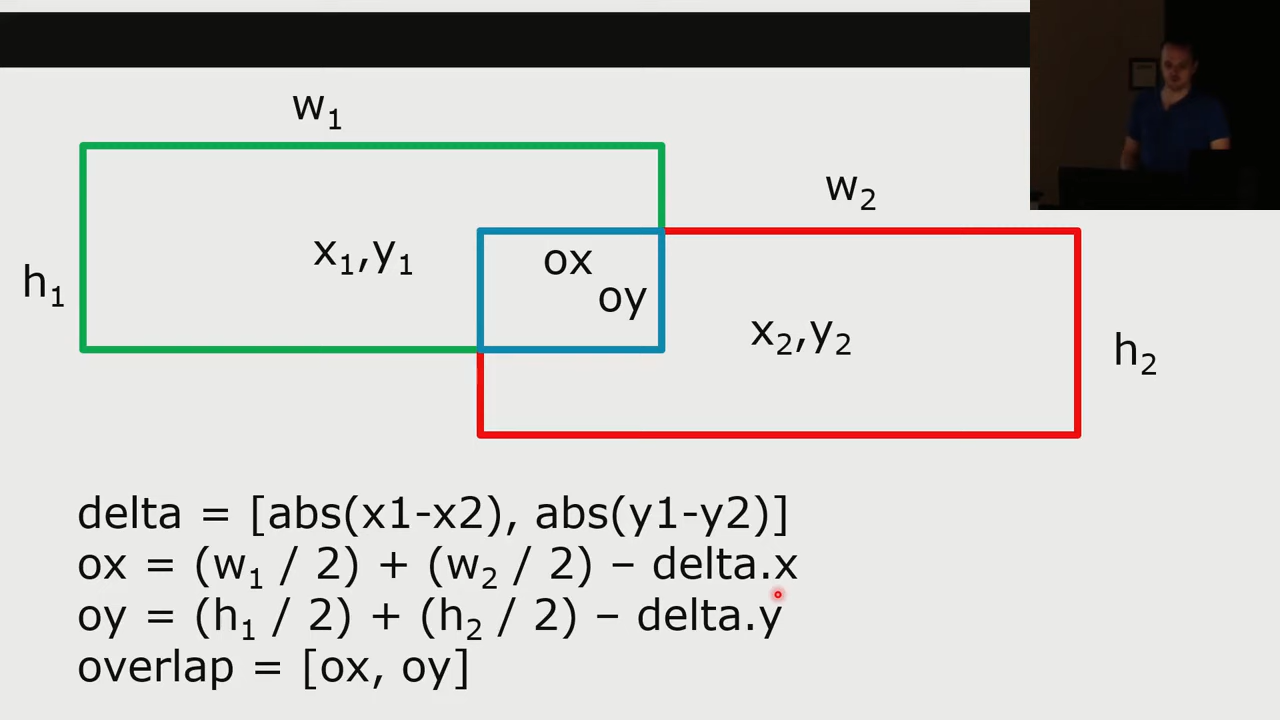 w₁
w₂
x₁,y₁
ox
h₁
oy
x₂,y₂
h₂
delta = [abs(x1-x2), abs(y1-y2)]
ox = (w₁ / 2) + (w₂ / 2) – delta.x
oy = (h₁ / 2) + (h₂ / 2) – delta.y
overlap = [ox, oy]